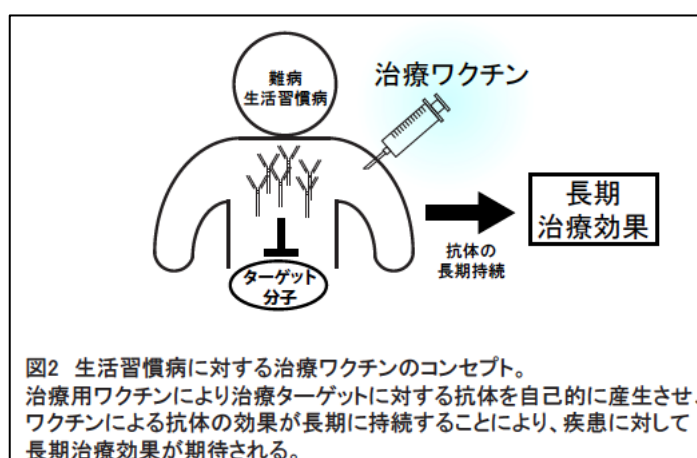 難病
生活習慣病
治療ワクチン
ターゲット
分子
抗体の
長期持続
長期
治療効果
図2 生活習慣病に対する治療ワクチンのコンセプト。
治療用ワクチンにより治療ターゲットに対する抗体を自己的に産生させ、
ワクチンによる抗体の効果が長期に持続することにより、疾患に対して
長期治療効果が期待される。